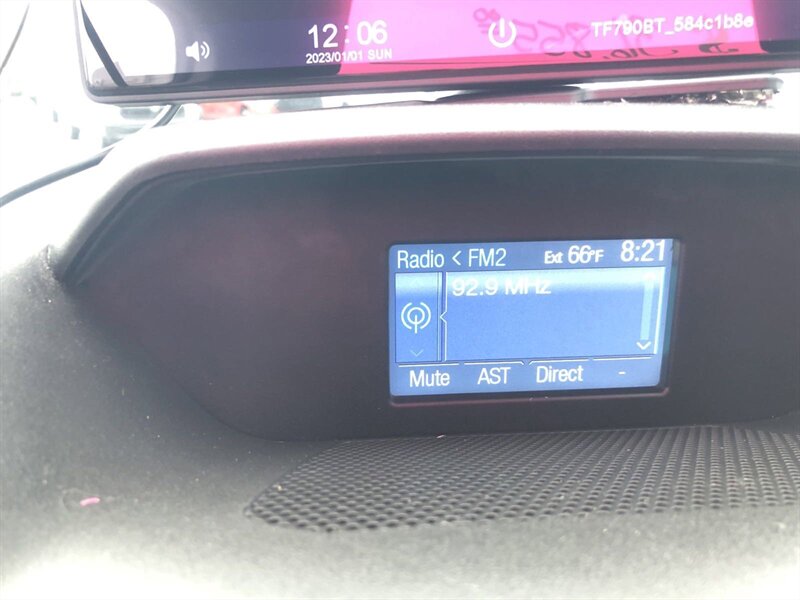 12:06
2023/01/01 SUN
TF790BT_584c1b8e
Radio < FM2 Ext 66°F 8:21
92.9 MHz
Mute AST Direct -